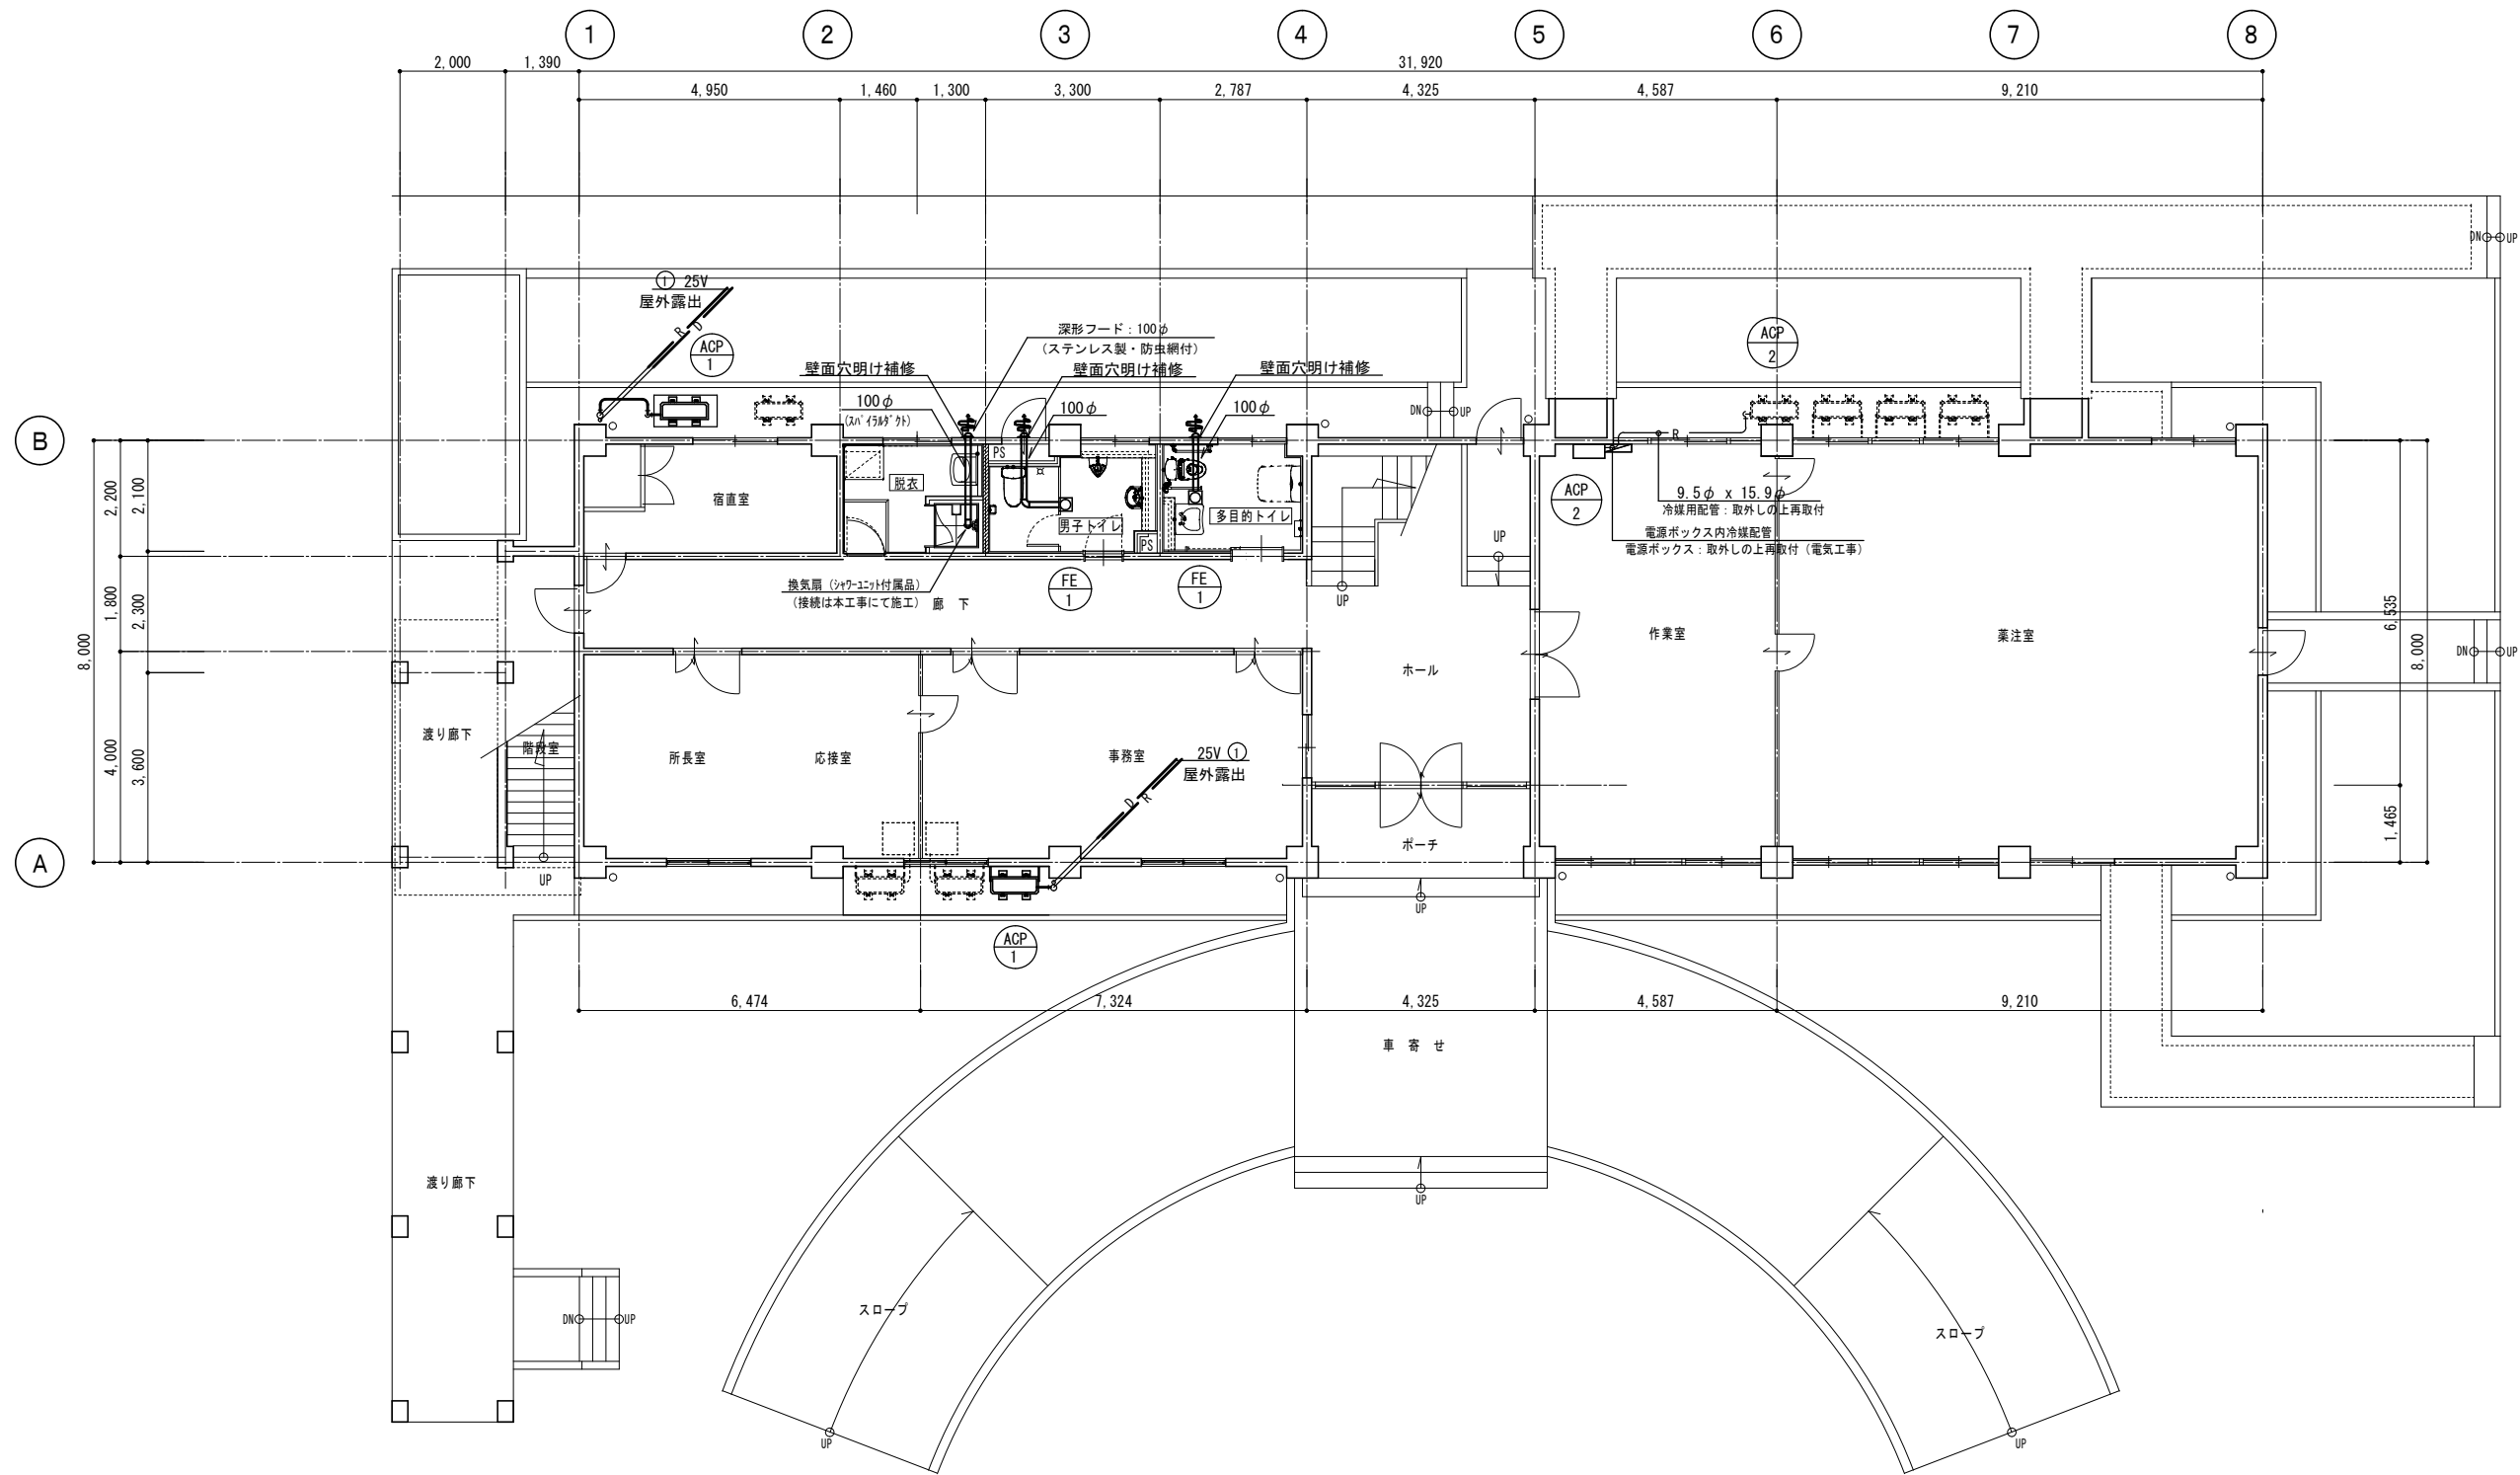 1
2
3
4
5
6
7
8
2,000
1,390
31,920
4,950
1,460
1,300
3,300
2,787
4,325
4,587
9,210
DN
UP
① 25V
屋外露出
R
D
ACP
1
深形フード：100φ
(ステンレス製・防虫網付)
壁面穴明け補修
壁面穴明け補修
壁面穴明け補修
ACP
2
100φ
(スパイラルダクト)
100φ
100φ
DN
UP
B
PS
R
脱衣
宿直室
男子トイレ
多目的トイレ
PS
ACP
2
9.5φ x 15.9φ
冷媒用配管：取外しの上再取付
電源ボックス内冷媒配管
電源ボックス：取外しの上再取付（電気工事）
UP
UP
FE
1
FE
1
換気扇（シャワーユニット付属品）
（接続は本工事にて施工）
廊 下
2,200
2,100
1,800
2,300
8,000
4,000
3,600
6,535
8,000
1,465
作業室
薬注室
ホール
DN
UP
渡り廊下
階段室
所長室
応接室
事務室
25V ①
屋外露出
D
R
ポーチ
A
UP
UP
ACP
1
6,474
7,324
4,325
4,587
9,210
車 寄 せ
渡り廊下
UP
スロープ
スロープ
DN
UP
UP
UP